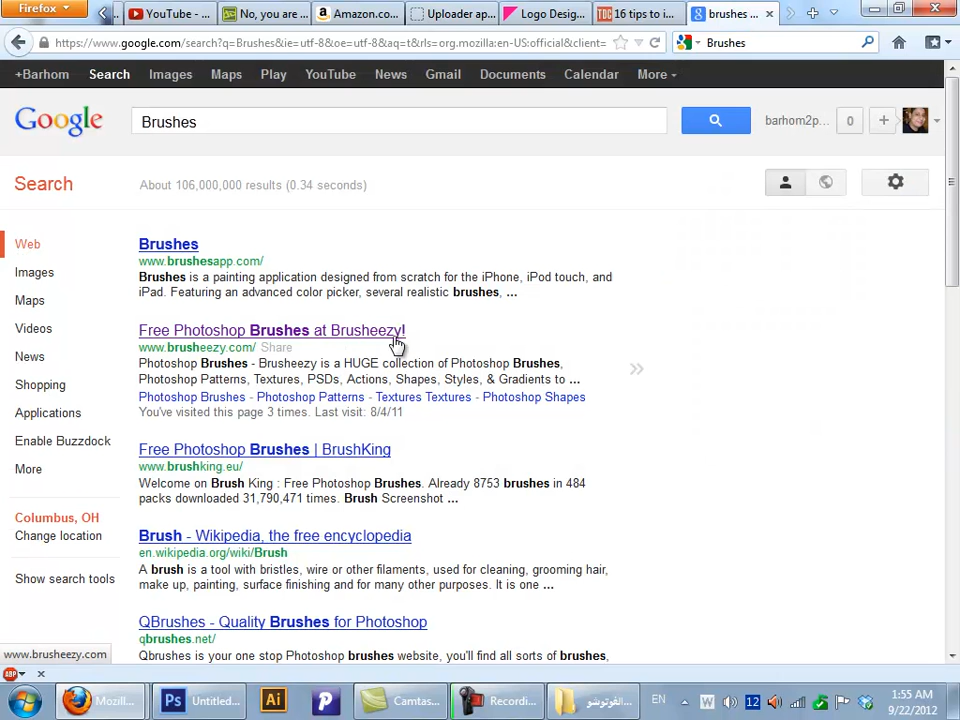 Firefox
YouTube - ...
No, you are ...
Amazon.co...
Uploader ap...
Logo Desig...
TDC 16 tips to i...
brushes ...
https://www.google.com/search?q=Brushes&ie=utf-8&oe=utf-8&aq=t&rls=org.mozilla:en-US:official&client=
Brushes
+Barhom Search Images Maps Play YouTube News Gmail Documents Calendar More
Google
Brushes
barhom2p... 0 +
Search
About 106,000,000 results (0.34 seconds)
Web
Images
Maps
Videos
News
Shopping
Applications
Enable Buzzdock
More
Columbus, OH
Change location
Show search tools
Brushes
www.brushesapp.com/
Brushes is a painting application designed from scratch for the iPhone, iPod touch, and
iPad. Featuring an advanced color picker, several realistic brushes, ...
Free Photoshop Brushes at Brusheezy!
www.brusheezy.com/ Share
Photoshop Brushes - Brusheezy is a HUGE collection of Photoshop Brushes,
Photoshop Patterns, Textures, PSDs, Actions, Shapes, Styles, & Gradients to ...
Photoshop Brushes - Photoshop Patterns - Textures Textures - Photoshop Shapes
You've visited this page 3 times. Last visit: 8/4/11
Free Photoshop Brushes | BrushKing
www.brushking.eu/
Welcome on Brush King : Free Photoshop Brushes. Already 8753 brushes in 484
packs downloaded 31,790,471 times. Brush Screenshot ...
Brush - Wikipedia, the free encyclopedia
en.wikipedia.org/wiki/Brush
A brush is a tool with bristles, wire or other filaments, used for cleaning, grooming hair,
make up, painting, surface finishing and for many other purposes. It is one ...
QBrushes - Quality Brushes for Photoshop
qbrushes.net/
Qbrushes is your one stop Photoshop brushes website, you'll find all sorts of brushes,
www.brusheezy.com
ABP
Mozil...
Ps Untitled...
Ai
Camtas...
Recordi...
الفوتوشو...
EN
W
12
1:55 AM
9/22/2012